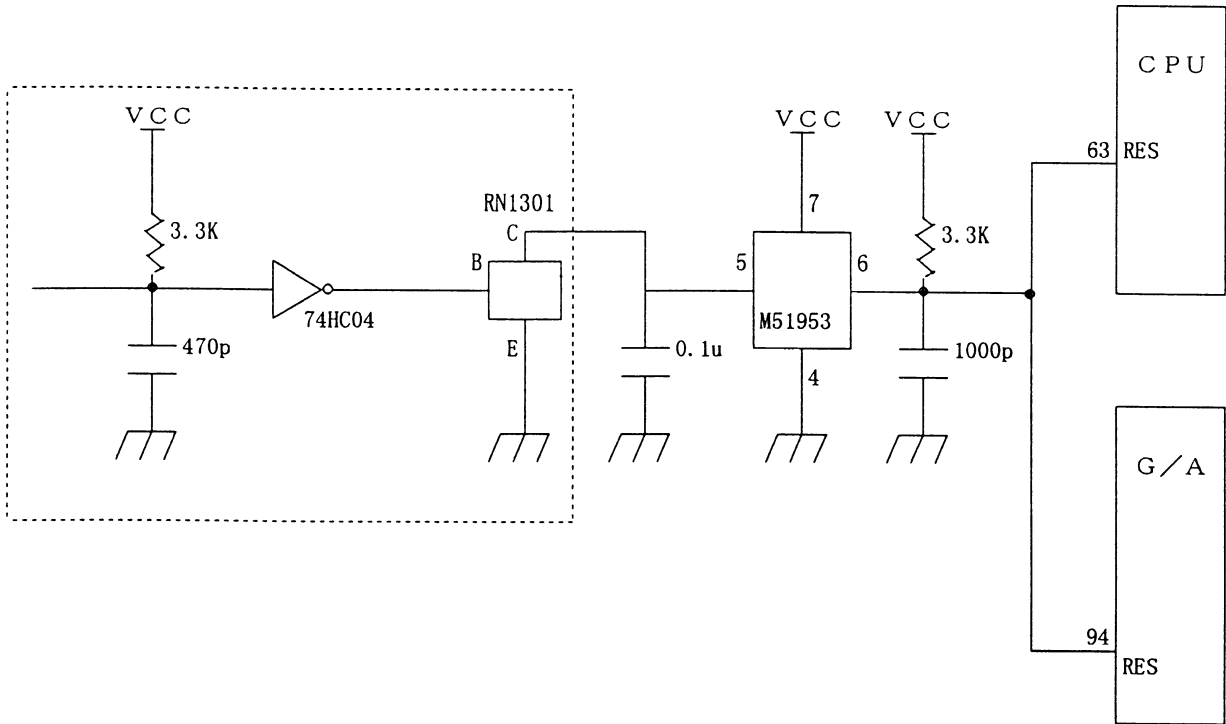 CPU
VCC
VCC
VCC
63
RES
RN1301
7
3.3K
C
3.3K
B
5
6
74HC04
M51953
470p
E
0.1u
1000p
4
G/A
94
RES